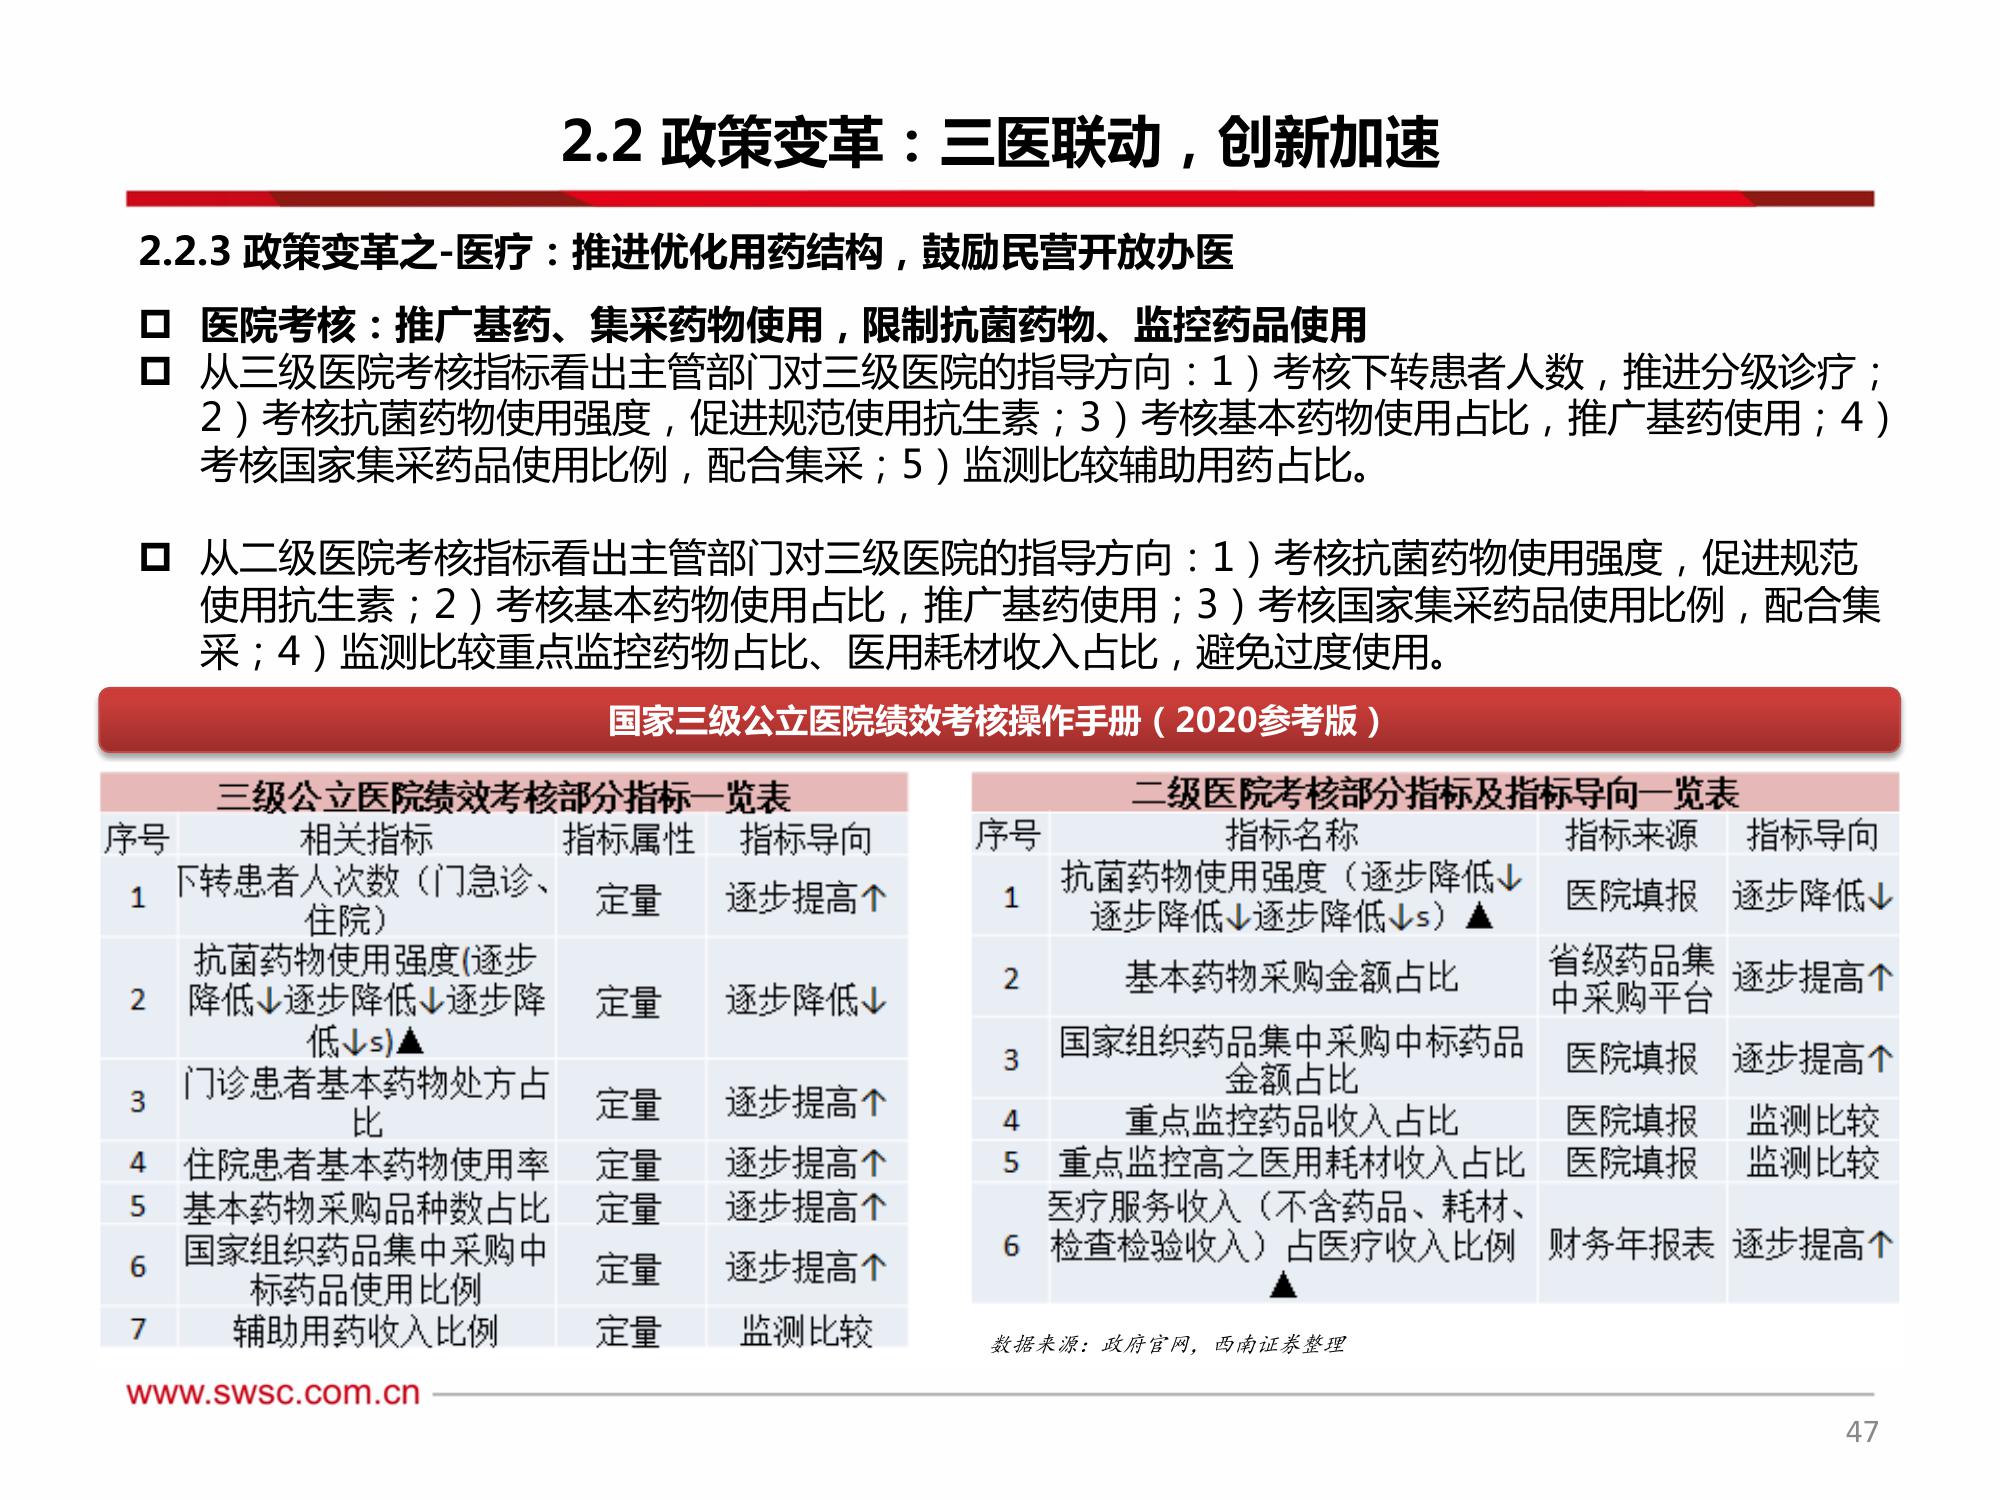 2.2 政策变革：三医联动，创新加速
2.2.3 政策变革之-医疗：推进优化用药结构，鼓励民营开放办医
医院考核：推广基药、集采药物使用，限制抗菌药物、监控药品使用
从三级医院考核指标看出主管部门对三级医院的指导方向：1）考核下转患者人数，推进分级诊疗；
2）考核抗菌药物使用强度，促进规范使用抗生素；3）考核基本药物使用占比，推广基药使用；4）
考核国家集采药品使用比例，配合集采；5）监测比较辅助用药占比。
从二级医院考核指标看出主管部门对三级医院的指导方向：1）考核抗菌药物使用强度，促进规范
使用抗生素；2）考核基本药物使用占比，推广基药使用；3）考核国家集采药品使用比例，配合集
采；4）监测比较重点监控药物占比、医用耗材收入占比，避免过度使用。
国家三级公立医院绩效考核操作手册（2020参考版）
三级公立医院绩效考核部分指标一览表
序号 相关指标 指标属性 指标导向
1 下转患者人次数（门急诊、 定量 逐步提高↑
住院）
抗菌药物使用强度(逐步
2 降低↓逐步降低↓逐步降 定量 逐步降低↓
低↓s)▲
3 门诊患者基本药物处方占 定量 逐步提高↑
比
4 住院患者基本药物使用率 定量 逐步提高↑
5 基本药物采购品种数占比 定量 逐步提高↑
6 国家组织药品集中采购中 定量 逐步提高↑
标药品使用比例
7 辅助用药收入比例 定量 监测比较
二级医院考核部分指标及指标导向一览表
序号 指标名称 指标来源 指标导向
1 抗菌药物使用强度（逐步降低↓ 医院填报 逐步降低↓
逐步降低↓逐步降低↓s）▲
2 基本药物采购金额占比 省级药品集 逐步提高↑
中采购平台
3 国家组织药品集中采购中标药品 医院填报 逐步提高↑
金额占比
4 重点监控药品收入占比 医院填报 监测比较
5 重点监控高之医用耗材收入占比 医院填报 监测比较
医疗服务收入（不含药品、耗材、
6 检查检验收入）占医疗收入比例 财务年报表 逐步提高↑
▲
数据来源：政府官网，西南证券整理
www.swsc.com.cn
47